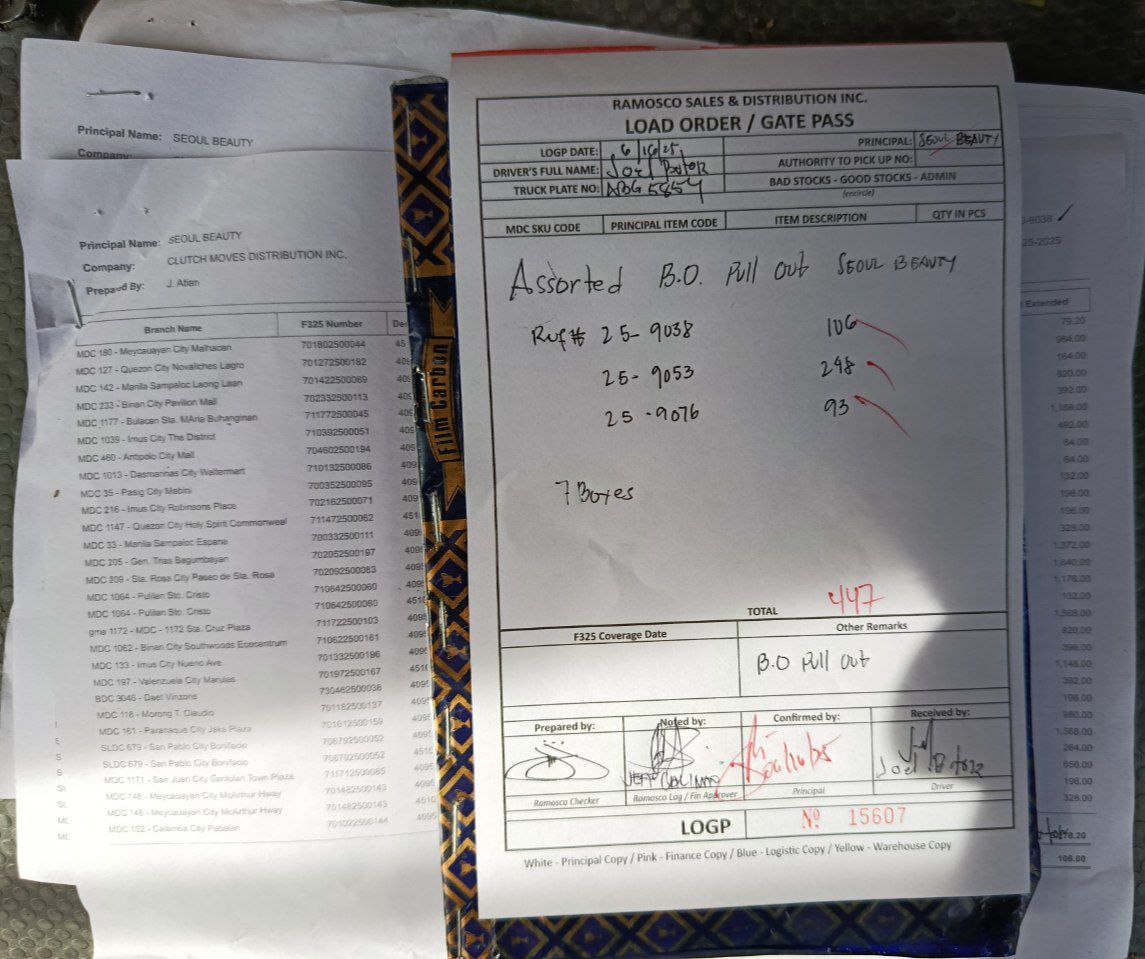 Principal Name: SEOUL BEAUTY
Company:
Principal Name: SEOUL BEAUTY
Company: CLUTCH MOVES DISTRIBUTION INC.
Prepared By: J. Atian
Branch Name F325 Number
MDC 180 - Meycauayan City Malhacan 701802500044 45
MDC 127 - Quezon City Novaliches Lagro 701272500182 409
MDC 142 - Manila Sampaloc Laong Laan 701422500069 409
MDC 233 - Binan City Pavilion Mall 702332500113 409
MDC 1177 - Bulacan Sta. MAria Buhanginan 711772500045 409
MDC 1039 - Imus City The District 710392500051 409
MDC 460 - Antipolo City Mall 704602500194 409
MDC 1013 - Dasmarinas City Waltermart 710132500086 409
MDC 35 - Pasig City Mabini 700352500095 409
MDC 216 - Imus City Robinsons Place 702162500071 409
MDC 1147 - Quezon City Holy Spirit Commonweal 711472500062 451
MDC 33 - Manila Sampaloc Espana 700332500111 409
MDC 205 - Gen. Trias Bagumbayan 702052500197 409
MDC 209 - Sta. Rosa City Paseo de Sta. Rosa 702092500083 409
MDC 1064 - Pulilan Sto. Cristo 710642500060 409
MDC 1064 - Pulilan Sto. Cristo 710642500060 451
gma 1172 - MDC - 1172 Sta. Cruz Plaza 711722500103 409
MDC 1062 - Binan City Southwoods Ecocentrum 710622500161 409
MDC 133 - Imus City Nueno Ave. 701332500196 409
MDC 197 - Valenzuela City Marulas 701972500167 451
BDC 3046 - Daet Vinzons 730462500038 409
MDC 118 - Morong T. Claudio 701182500137 409
MDC 161 - Paranaque City Jaka Plaza 701612500159 409
SLDC 679 - San Pablo City Bonifacio 706792500052 409
SLDC 679 - San Pablo City Bonifacio 706792500052 451
MDC 1171 - San Juan City Santolan Town Plaza 711712500085 409
MDC 148 - Meycauayan City McArthur Hway 701482500143 409
MDC 148 - Meycauayan City McArthur Hway 701482500143 451
MDC 102 - Calamba City Pabalan 701022500144 409
Film Carbon
RAMOSCO SALES & DISTRIBUTION INC.
LOAD ORDER / GATE PASS
LOGP DATE: 6/16/25 PRINCIPAL: SEOUL BEAUTY
DRIVER'S FULL NAME: Joel AUTHORITY TO PICK UP NO:
TRUCK PLATE NO: BAD STOCKS - GOOD STOCKS - ADMIN
(encircle)
MDC SKU CODE PRINCIPAL ITEM CODE ITEM DESCRIPTION QTY IN PCS
Assorted B.O. Pull Out SEOUL BEAUTY
Ref# 25-9038 106
25-9053 248
25-9076 93
7 Boxes
TOTAL 447
F325 Coverage Date Other Remarks
B.O Pull Out
Prepared by: Noted by: Confirmed by: Received by:
Ramosco Checker Ramosco Log / Fin Approver Principal Driver
LOGP Nº 15607
White - Principal Copy / Pink - Finance Copy / Blue - Logistic Copy / Yellow - Warehouse Copy
-9038
25-2025
Extended
79.20
984.00
164.00
820.00
392.00
1,188.00
492.00
64.00
64.00
132.00
196.00
196.00
328.00
1,372.00
1,640.00
1,176.00
132.00
1,568.00
820.00
396.00
1,148.00
392.00
196.00
980.00
1,568.00
264.00
656.00
196.00
328.00
8.20
106.00